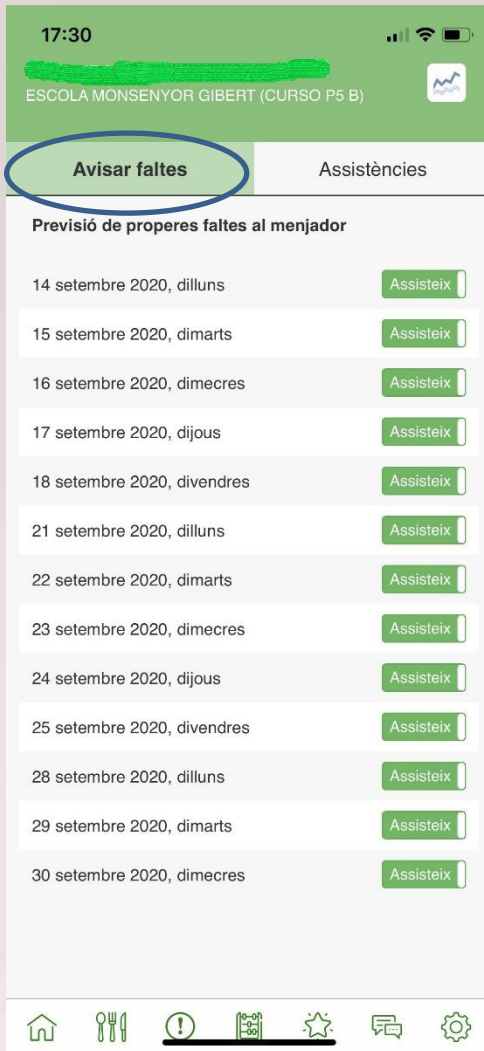 17:30
ESCOLA MONSENYOR GIBERT (CURSO P5 B)
Avisar faltes
Assistències
Previsió de properes faltes al menjador
14 setembre 2020, dilluns Assisteix
15 setembre 2020, dimarts Assisteix
16 setembre 2020, dimecres Assisteix
17 setembre 2020, dijous Assisteix
18 setembre 2020, divendres Assisteix
21 setembre 2020, dilluns Assisteix
22 setembre 2020, dimarts Assisteix
23 setembre 2020, dimecres Assisteix
24 setembre 2020, dijous Assisteix
25 setembre 2020, divendres Assisteix
28 setembre 2020, dilluns Assisteix
29 setembre 2020, dimarts Assisteix
30 setembre 2020, dimecres Assisteix